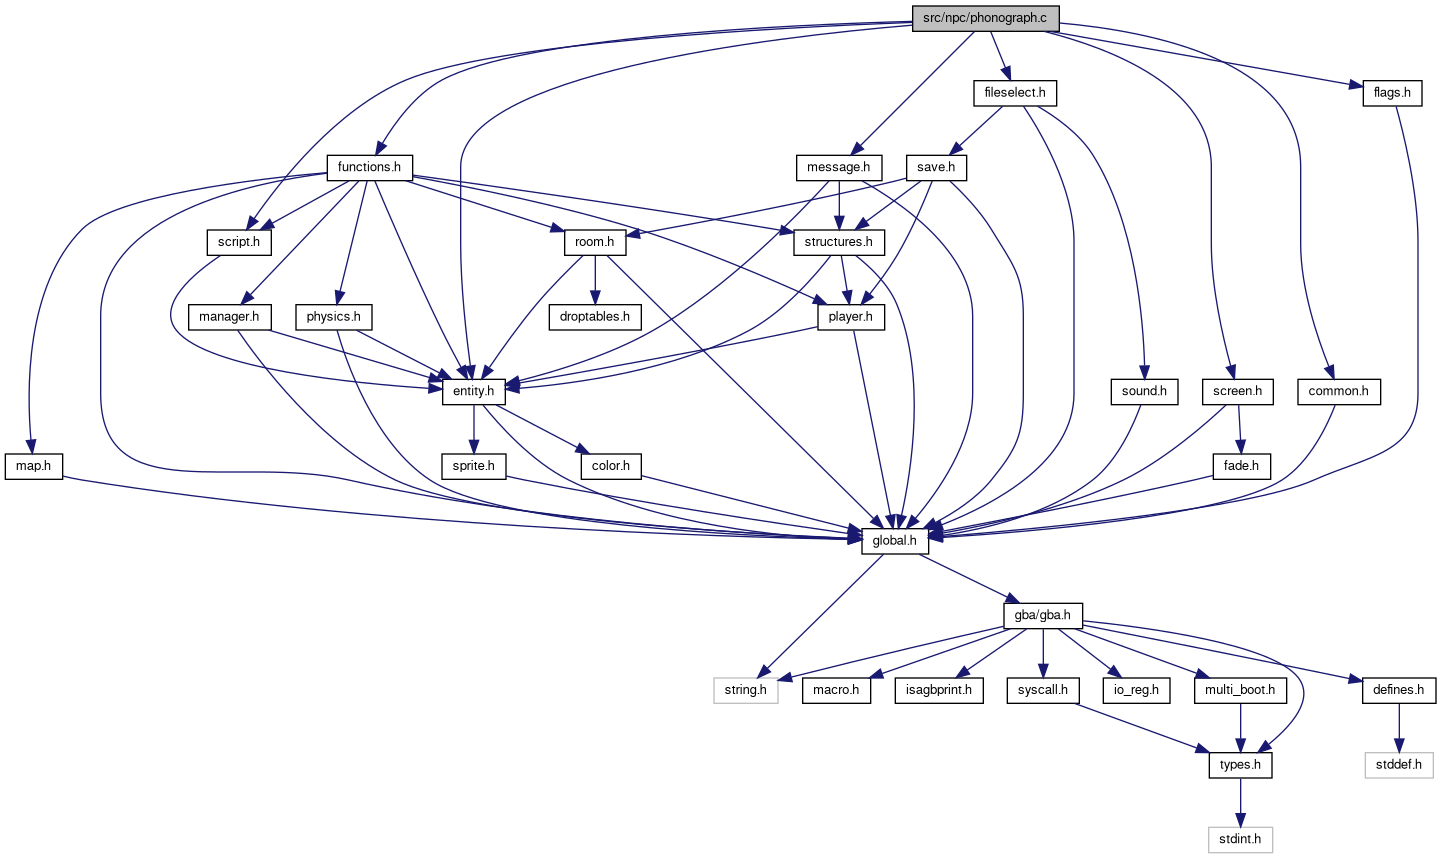 src/npc/phonograph.c
fileselect.h
flags.h
functions.h
message.h
save.h
script.h
room.h
structures.h
manager.h
physics.h
droptables.h
player.h
entity.h
sound.h
screen.h
common.h
map.h
sprite.h
color.h
fade.h
global.h
gba/gba.h
string.h
macro.h
isagbprint.h
syscall.h
io_reg.h
multi_boot.h
defines.h
types.h
stddef.h
stdint.h